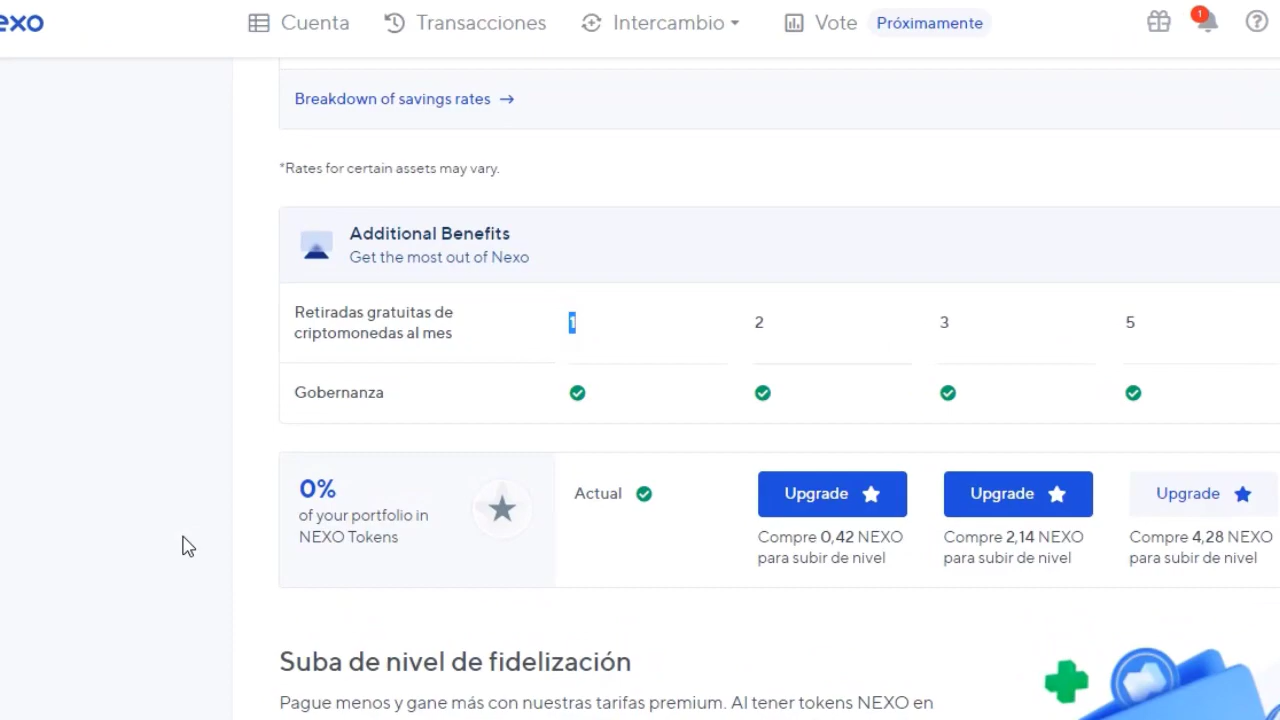 exo Cuenta Transacciones Intercambio Vote Próximamente 1 ?
Breakdown of savings rates →
*Rates for certain assets may vary.
Additional Benefits
Get the most out of Nexo
Retiradas gratuitas de
criptomonedas al mes
1 2 3 5
Gobernanza
0%
of your portfolio in
NEXO Tokens
Actual
Upgrade
Compre 0,42 NEXO
para subir de nivel
Upgrade
Compre 2,14 NEXO
para subir de nivel
Upgrade
Compre 4,28 NEXO
para subir de nivel
Suba de nivel de fidelización
Pague menos y gane más con nuestras tarifas premium. Al tener tokens NEXO en